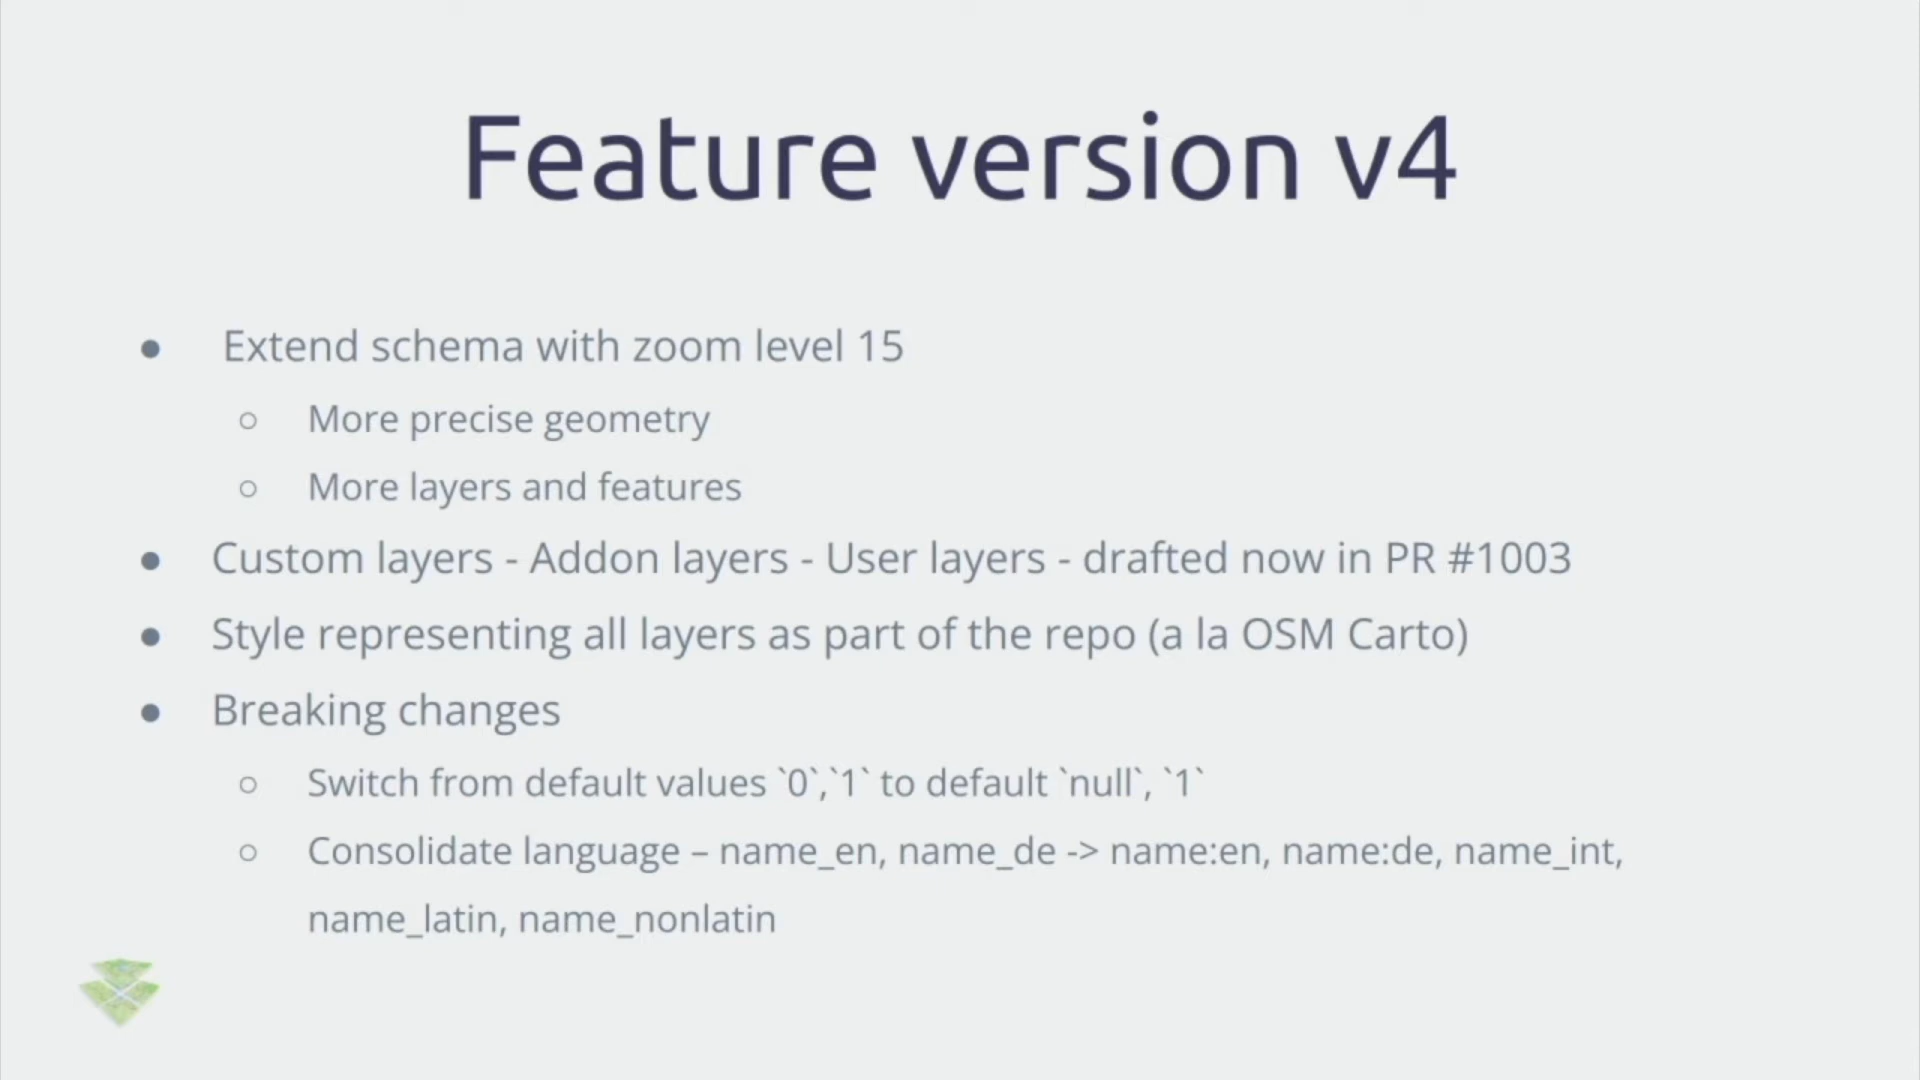 Feature version v4
● Extend schema with zoom level 15
○ More precise geometry
○ More layers and features
● Custom layers - Addon layers - User layers - drafted now in PR #1003
● Style representing all layers as part of the repo (a la OSM Carto)
● Breaking changes
○ Switch from default values `0`,`1` to default `null`, `1`
○ Consolidate language – name_en, name_de -> name:en, name:de, name_int,
name_latin, name_nonlatin